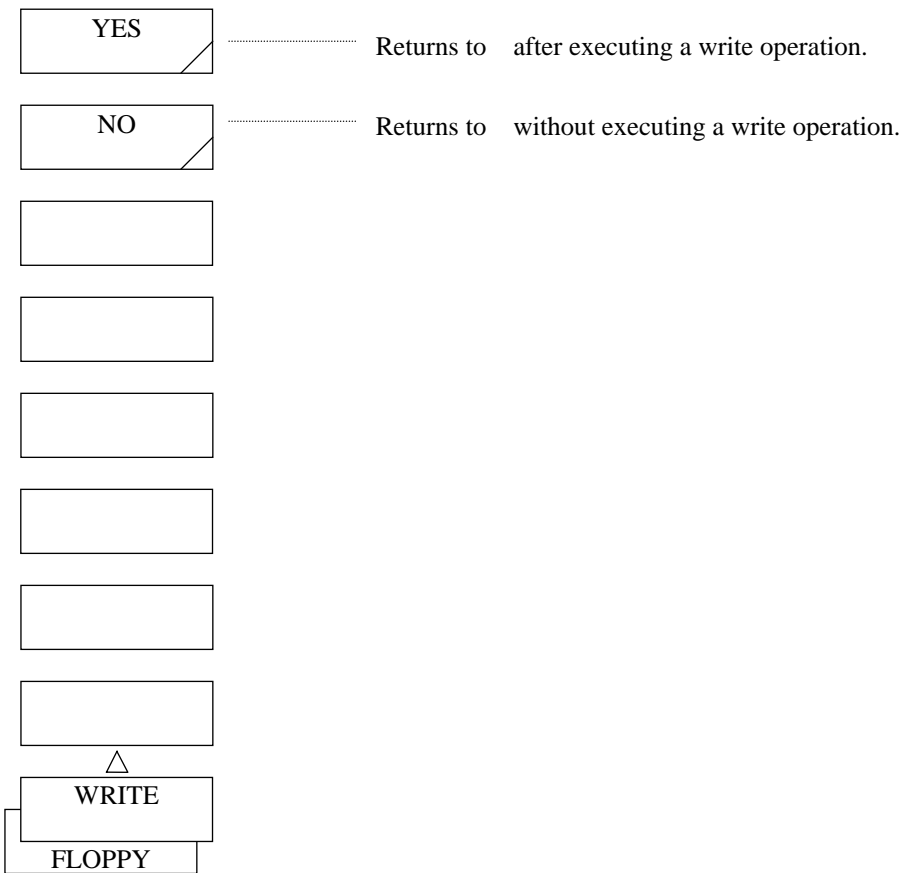 YES
Returns to after executing a write operation.
NO
Returns to without executing a write operation.
WRITE
FLOPPY